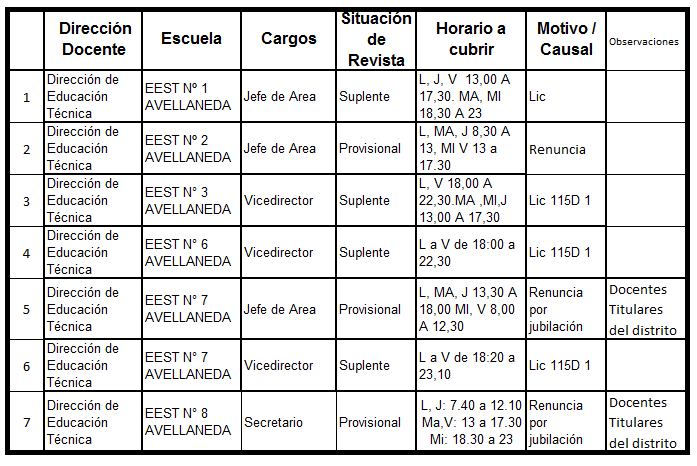 Dirección Docente | Escuela | Cargos | Situación de Revista | Horario a cubrir | Motivo / Causal | Observaciones
1 | Dirección de Educación Técnica | EEST Nº 1 AVELLANEDA | Jefe de Area | Suplente | L, J, V  13,00 A 17,30. MA, MI 18,30 A 23 | Lic
2 | Dirección de Educación Técnica | EEST Nº 2 AVELLANEDA | Jefe de Area | Provisional | L, MA, J 8,30 A 13, MI V 13 a 17.30 | Renuncia
3 | Dirección de Educación Técnica | EEST N° 3 AVELLANEDA | Vicedirector | Suplente | L, V 18,00 A 22,30.MA ,MI,J 13,00 A 17,30 | Lic 115D 1
4 | Dirección de Educación Técnica | EEST N° 6 AVELLANEDA | Vicedirector | Suplente | L a V de 18:00 a 22,30 | Lic 115D 1
5 | Dirección de Educación Técnica | EEST N° 7 AVELLANEDA | Jefe de Area | Provisional | L, MA, J 13,30 A 18,00 MI, V 8,00 A 12,30 | Renuncia por jubilación | Docentes Titulares del distrito
6 | Dirección de Educación Técnica | EEST N° 7 AVELLANEDA | Vicedirector | Suplente | L a V de 18:20 a 23,10 | Lic 115D 1
7 | Dirección de Educación Técnica | EEST N° 8 AVELLANEDA | Secretario | Provisional | L, J: 7.40 a 12.10 Ma,V: 13 a 17.30 Mi: 18.30 a 23 | Renuncia por jubilación | Docentes Titulares del distrito